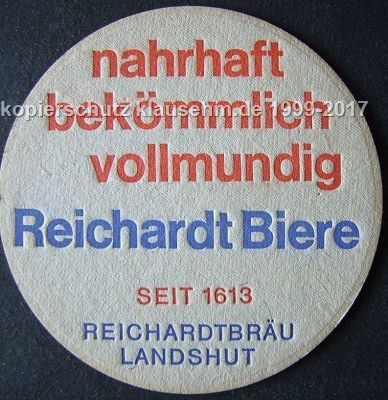 nahrhaft
kopierschutz klausehm.de 1999-2017
bekömmlich
vollmundig
Reichardt Biere
SEIT 1613
REICHARDTBRÄU
LANDSHUT